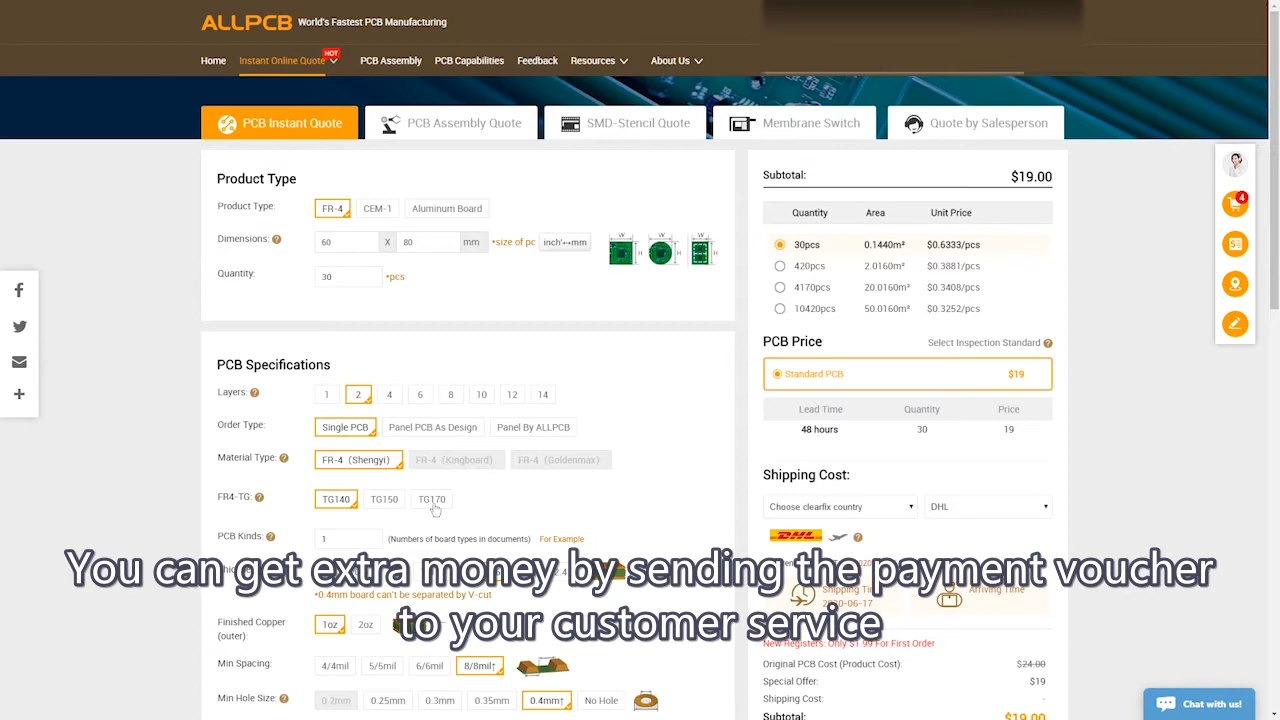 ALLPCB World's Fastest PCB Manufacturing
Home Instant Online Quote HOT PCB Assembly PCB Capabilities Feedback Resources About Us
PCB Instant Quote PCB Assembly Quote SMD-Stencil Quote Membrane Switch Quote by Salesperson
Product Type
Product Type: FR-4 CEM-1 Aluminum Board
Dimensions: ? 60 X 80 mm *size of pc inch'↔mm
W H W H W H
Quantity: 30 *pcs
PCB Specifications
Layers: ? 1 2 4 6 8 10 12 14
Order Type: Single PCB Panel PCB As Design Panel By ALLPCB
Material Type: ? FR-4（Shengyi） FR-4（Kingboard） FR-4（Goldenmax）
FR4-TG: ? TG140 TG150 TG170
PCB Kinds: ? 1 (Numbers of board types in documents) For Example
*0.4mm board can't be separated by V-cut
Finished Copper
(outer): 1oz 2oz
Min Spacing: 4/4mil 5/5mil 6/6mil 8/8mil↑
Min Hole Size: ? 0.2mm 0.25mm 0.3mm 0.35mm 0.4mm↑ No Hole
Subtotal: $19.00
Quantity Area Unit Price
30pcs 0.1440m² $0.6333/pcs
420pcs 2.0160m² $0.3881/pcs
4170pcs 20.0160m² $0.3408/pcs
10420pcs 50.0160m² $0.3252/pcs
PCB Price Select Inspection Standard ?
Standard PCB $19
Lead Time Quantity Price
48 hours 30 19
Shipping Cost:
Choose clearfix country DHL
DHL ?
Shipping Ti
2020-06-17
Arriving Time
New Registers: Only $1.99 For First Order
Original PCB Cost (Product Cost): $24.00
Special Offer: $19
Shipping Cost: -
Subtotal: $19.00
4
Chat with us!
You can get extra money by sending the payment voucher
to your customer service